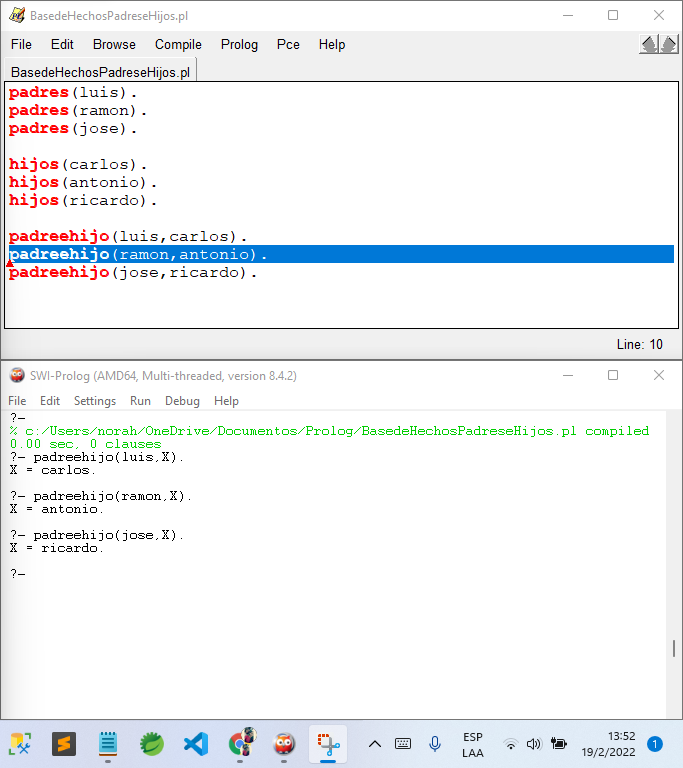 BasedeHechosPadreseHijos.pl
File Edit Browse Compile Prolog Pce Help
BasedeHechosPadreseHijos.pl
padres(luis).
padres(ramon).
padres(jose).
hijos(carlos).
hijos(antonio).
hijos(ricardo).
padreehijo(luis,carlos).
padreehijo(ramon,antonio).
padreehijo(jose,ricardo).
Line: 10
SWI-Prolog (AMD64, Multi-threaded, version 8.4.2)
File Edit Settings Run Debug Help
?-
% c:/Users/norah/OneDrive/Documentos/Prolog/BasedeHechosPadreseHijos.pl compiled
0.00 sec, 0 clauses
?- padreehijo(luis,X).
X = carlos.
?- padreehijo(ramon,X).
X = antonio.
?- padreehijo(jose,X).
X = ricardo.
?-
ESP
LAA
13:52
19/2/2022
1